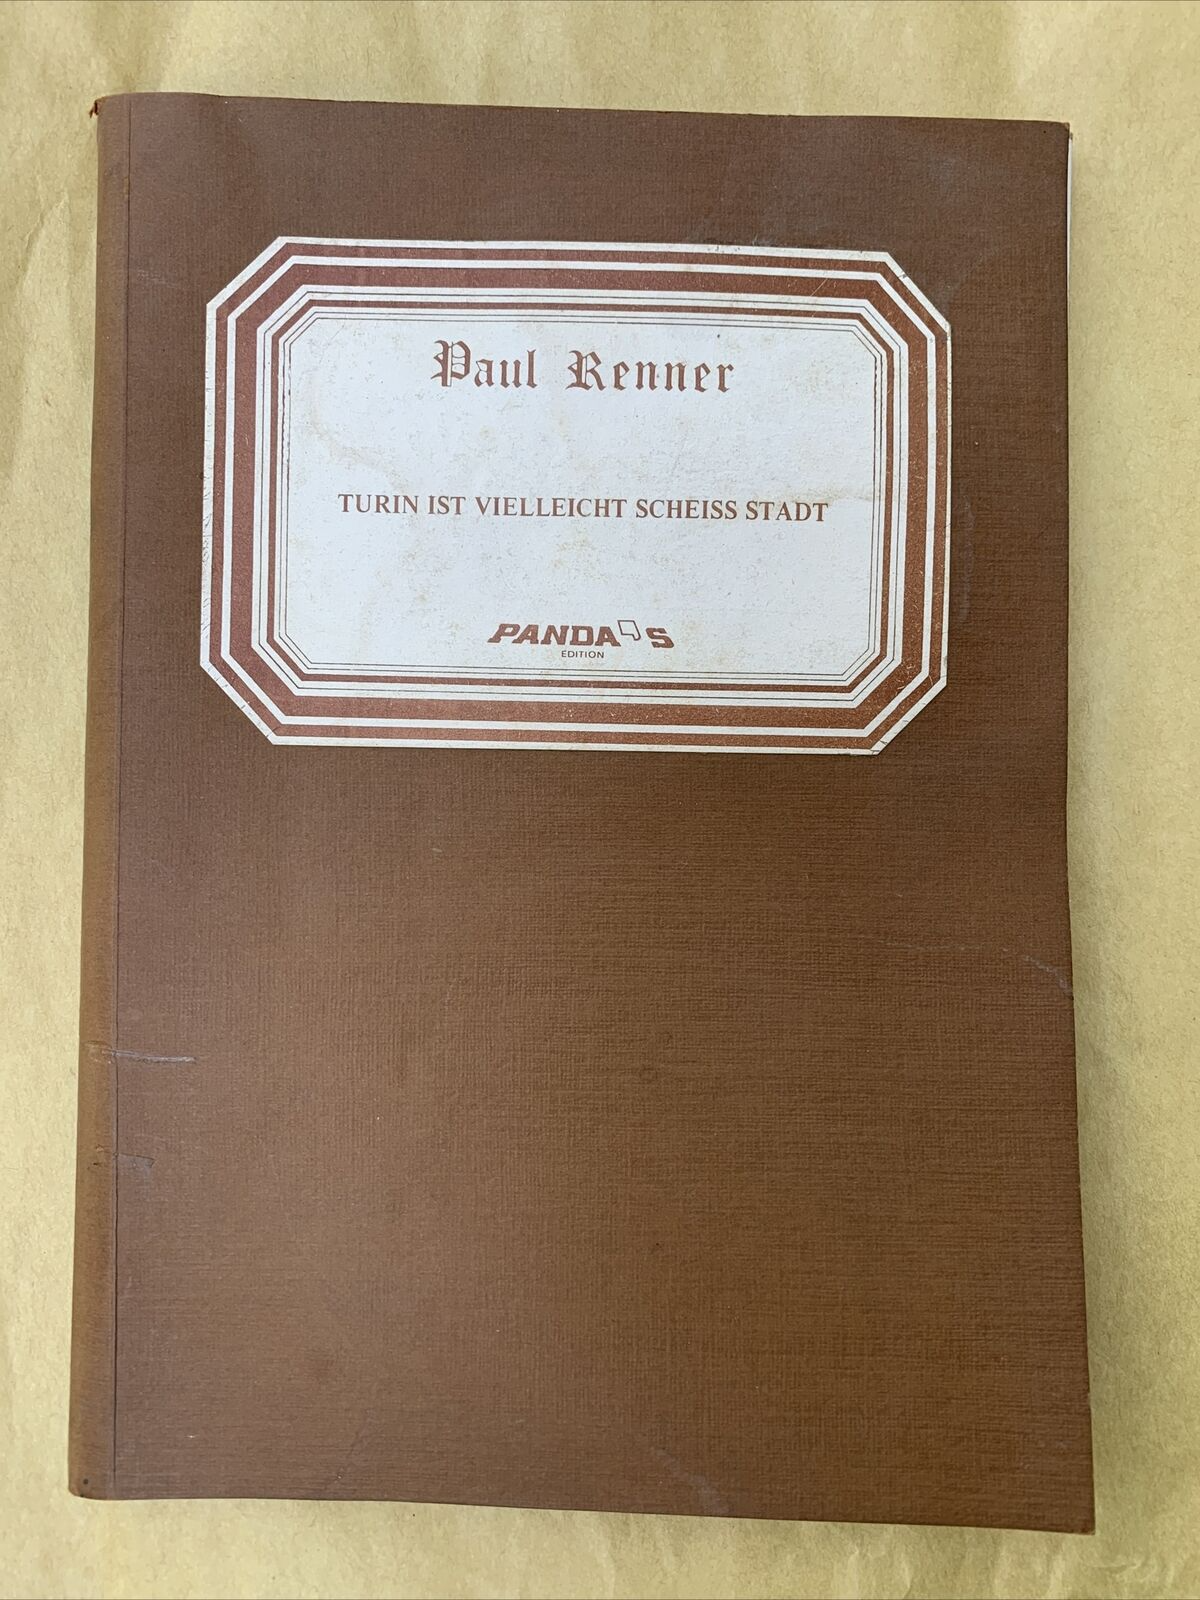 Paul Renner
TURIN IST VIELLEICHT SCHEISS STADT
PANDA'S
EDITION